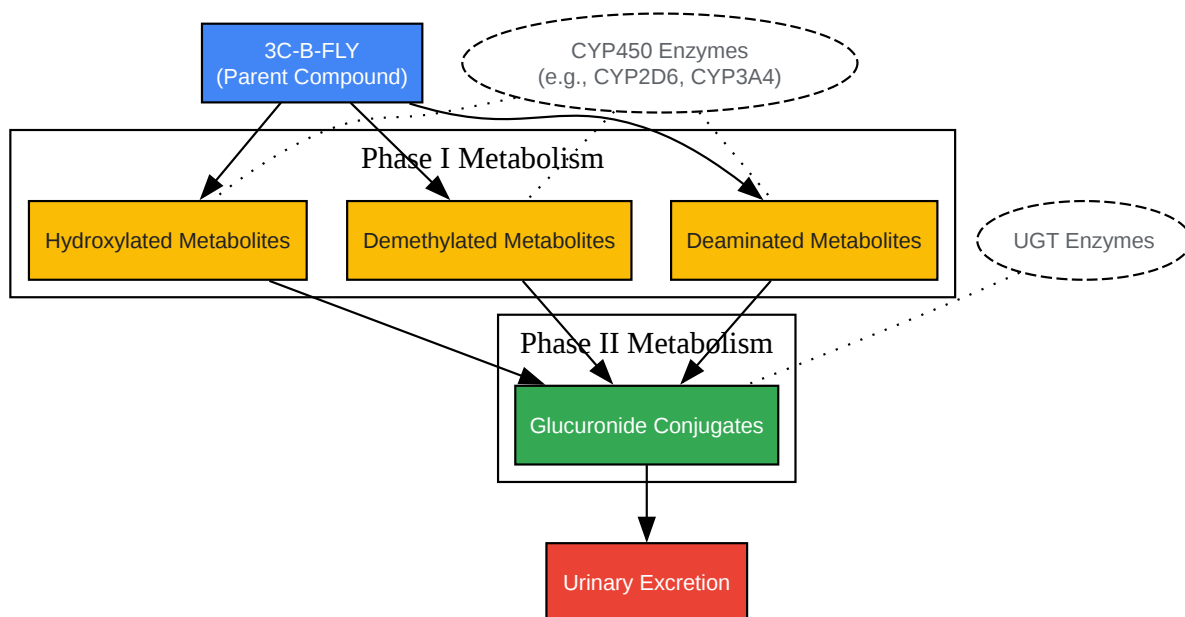 3C-B-FLY
(Parent Compound)
CYP450 Enzymes
(e.g., CYP2D6, CYP3A4)
Phase I Metabolism
Hydroxylated Metabolites
Demethylated Metabolites
Deaminated Metabolites
UGT Enzymes
Phase II Metabolism
Glucuronide Conjugates
Urinary Excretion